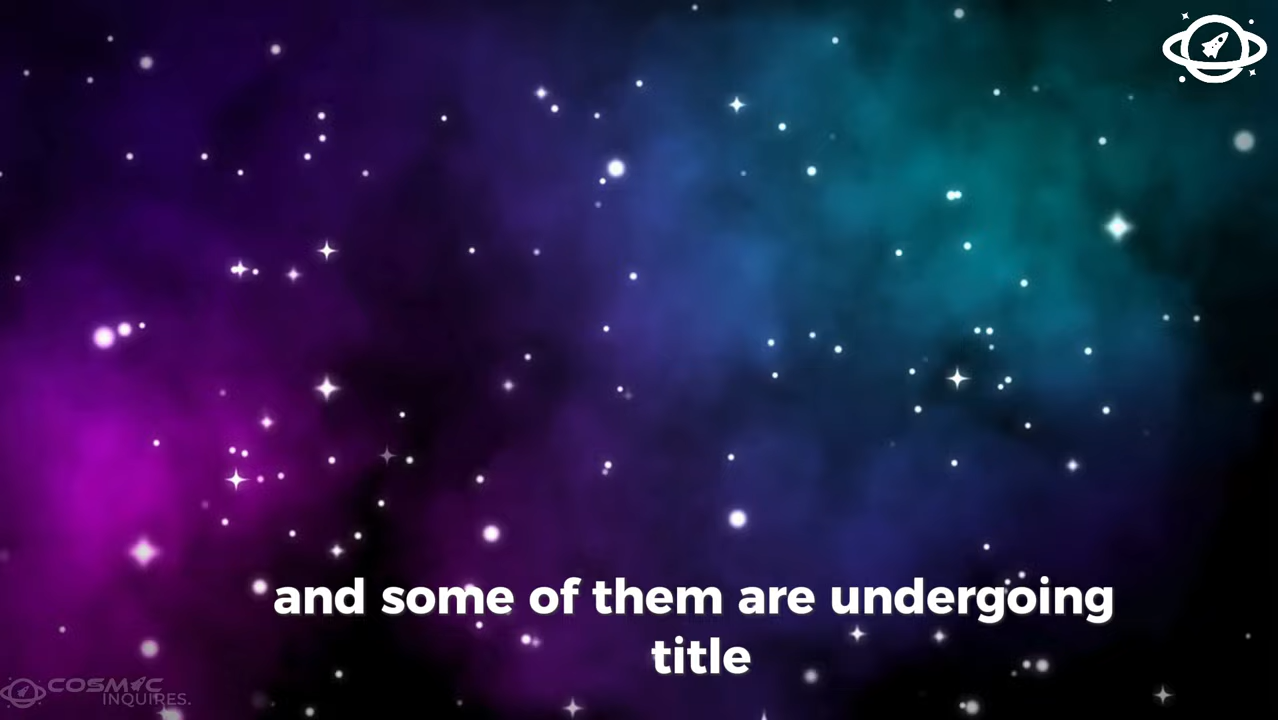 and some of them are undergoing
title
COSMIC
INQUIRES.